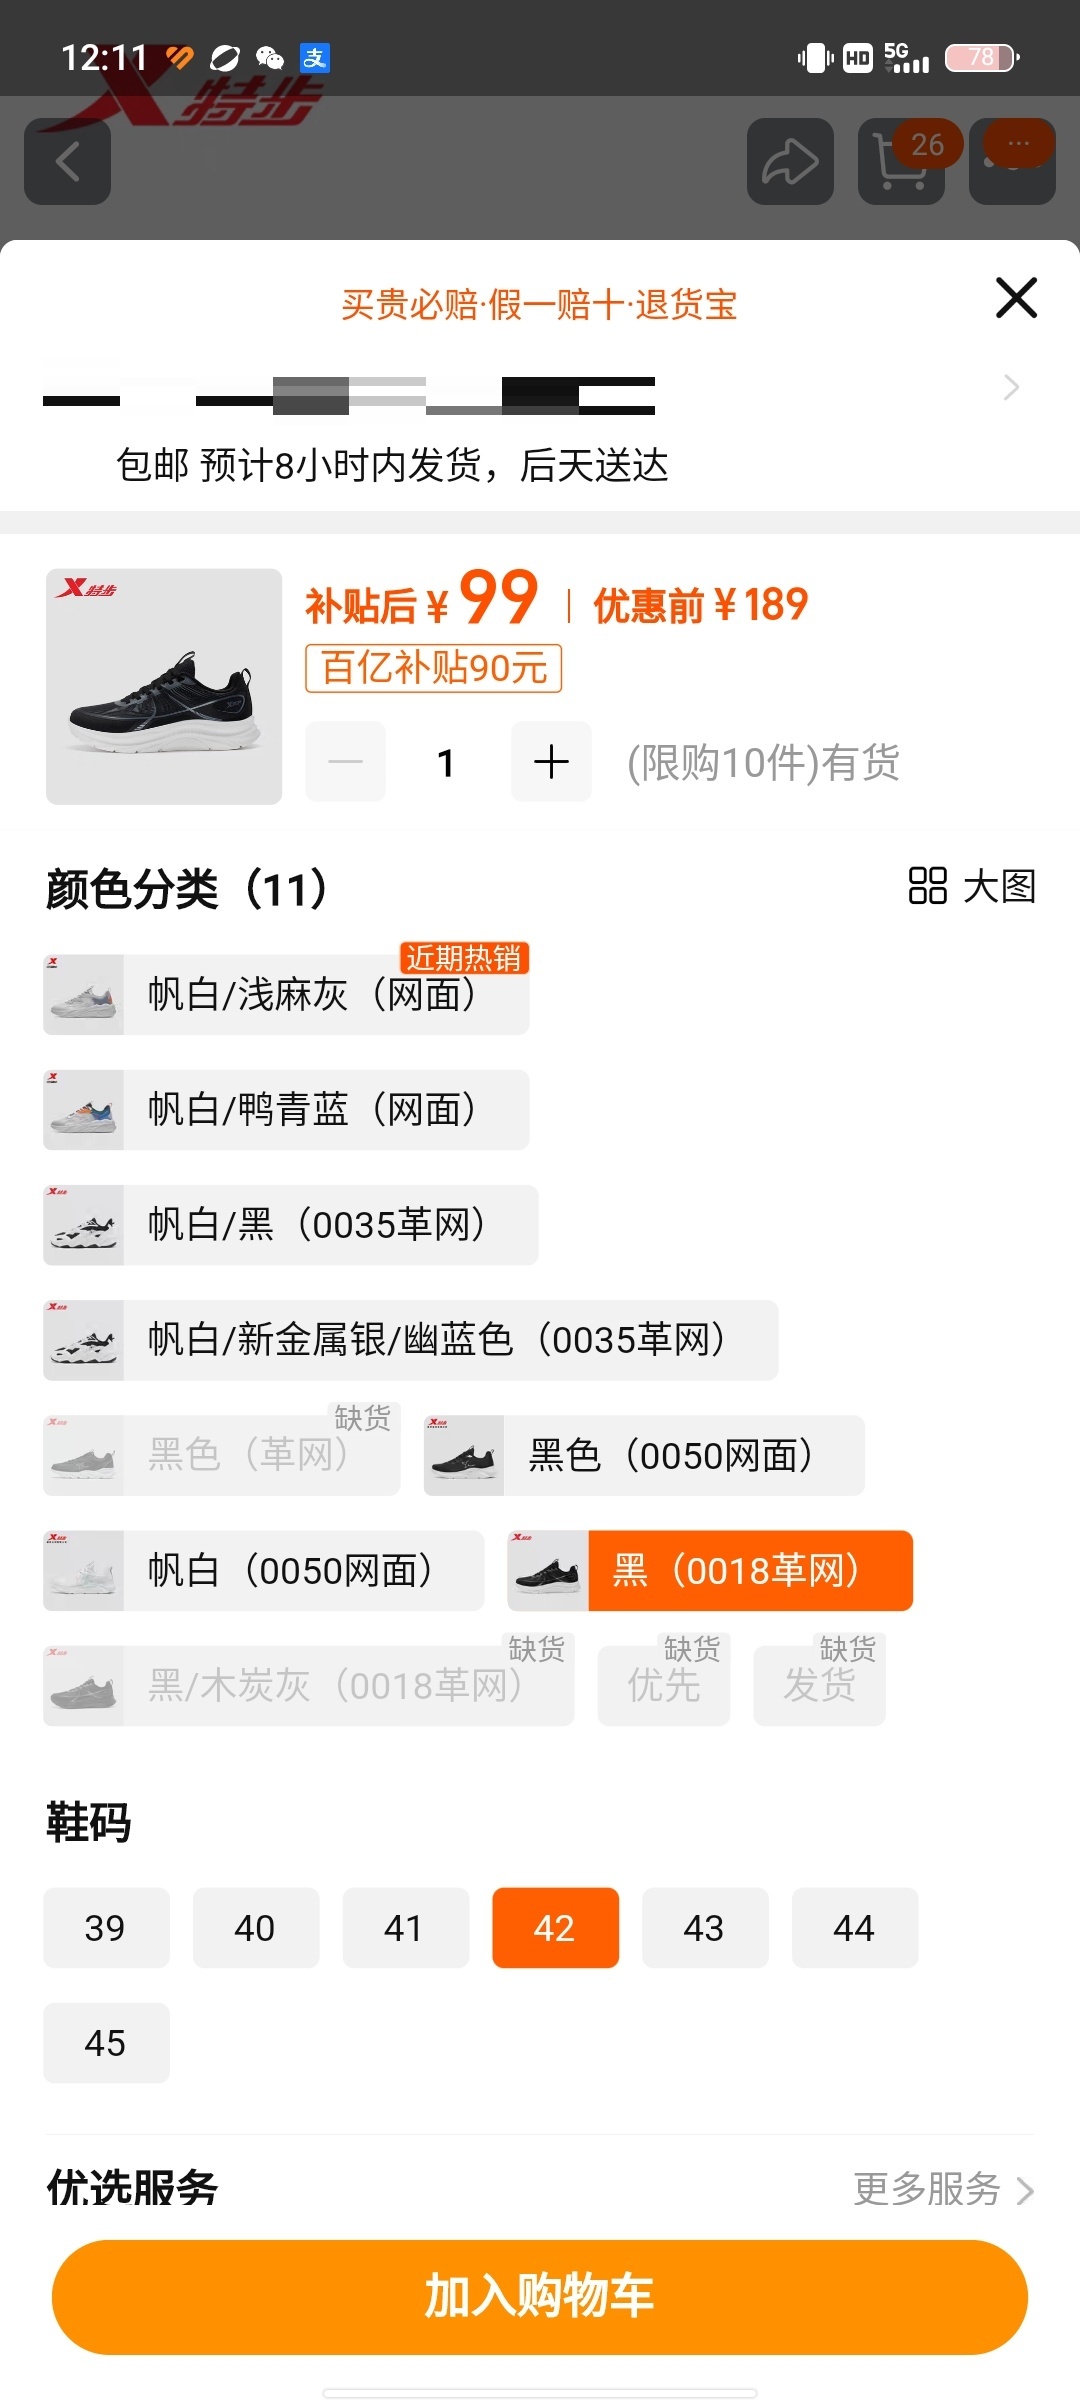 12:11 支 HD 5G 78
特步
26 ...
买贵必赔·假一赔十·退货宝
包邮 预计8小时内发货，后天送达
特步
补贴后 ¥99 | 优惠前 ¥189
百亿补贴90元
1 (限购10件)有货
颜色分类（11） 大图
近期热销
帆白/浅麻灰（网面）
帆白/鸭青蓝（网面）
帆白/黑（0035革网）
帆白/新金属银/幽蓝色（0035革网）
缺货
黑色（革网） 黑色（0050网面）
帆白（0050网面） 黑（0018革网）
缺货 缺货 缺货
黑/木炭灰（0018革网） 优先 发货
鞋码
39 40 41 42 43 44
45
优选服务 更多服务
加入购物车